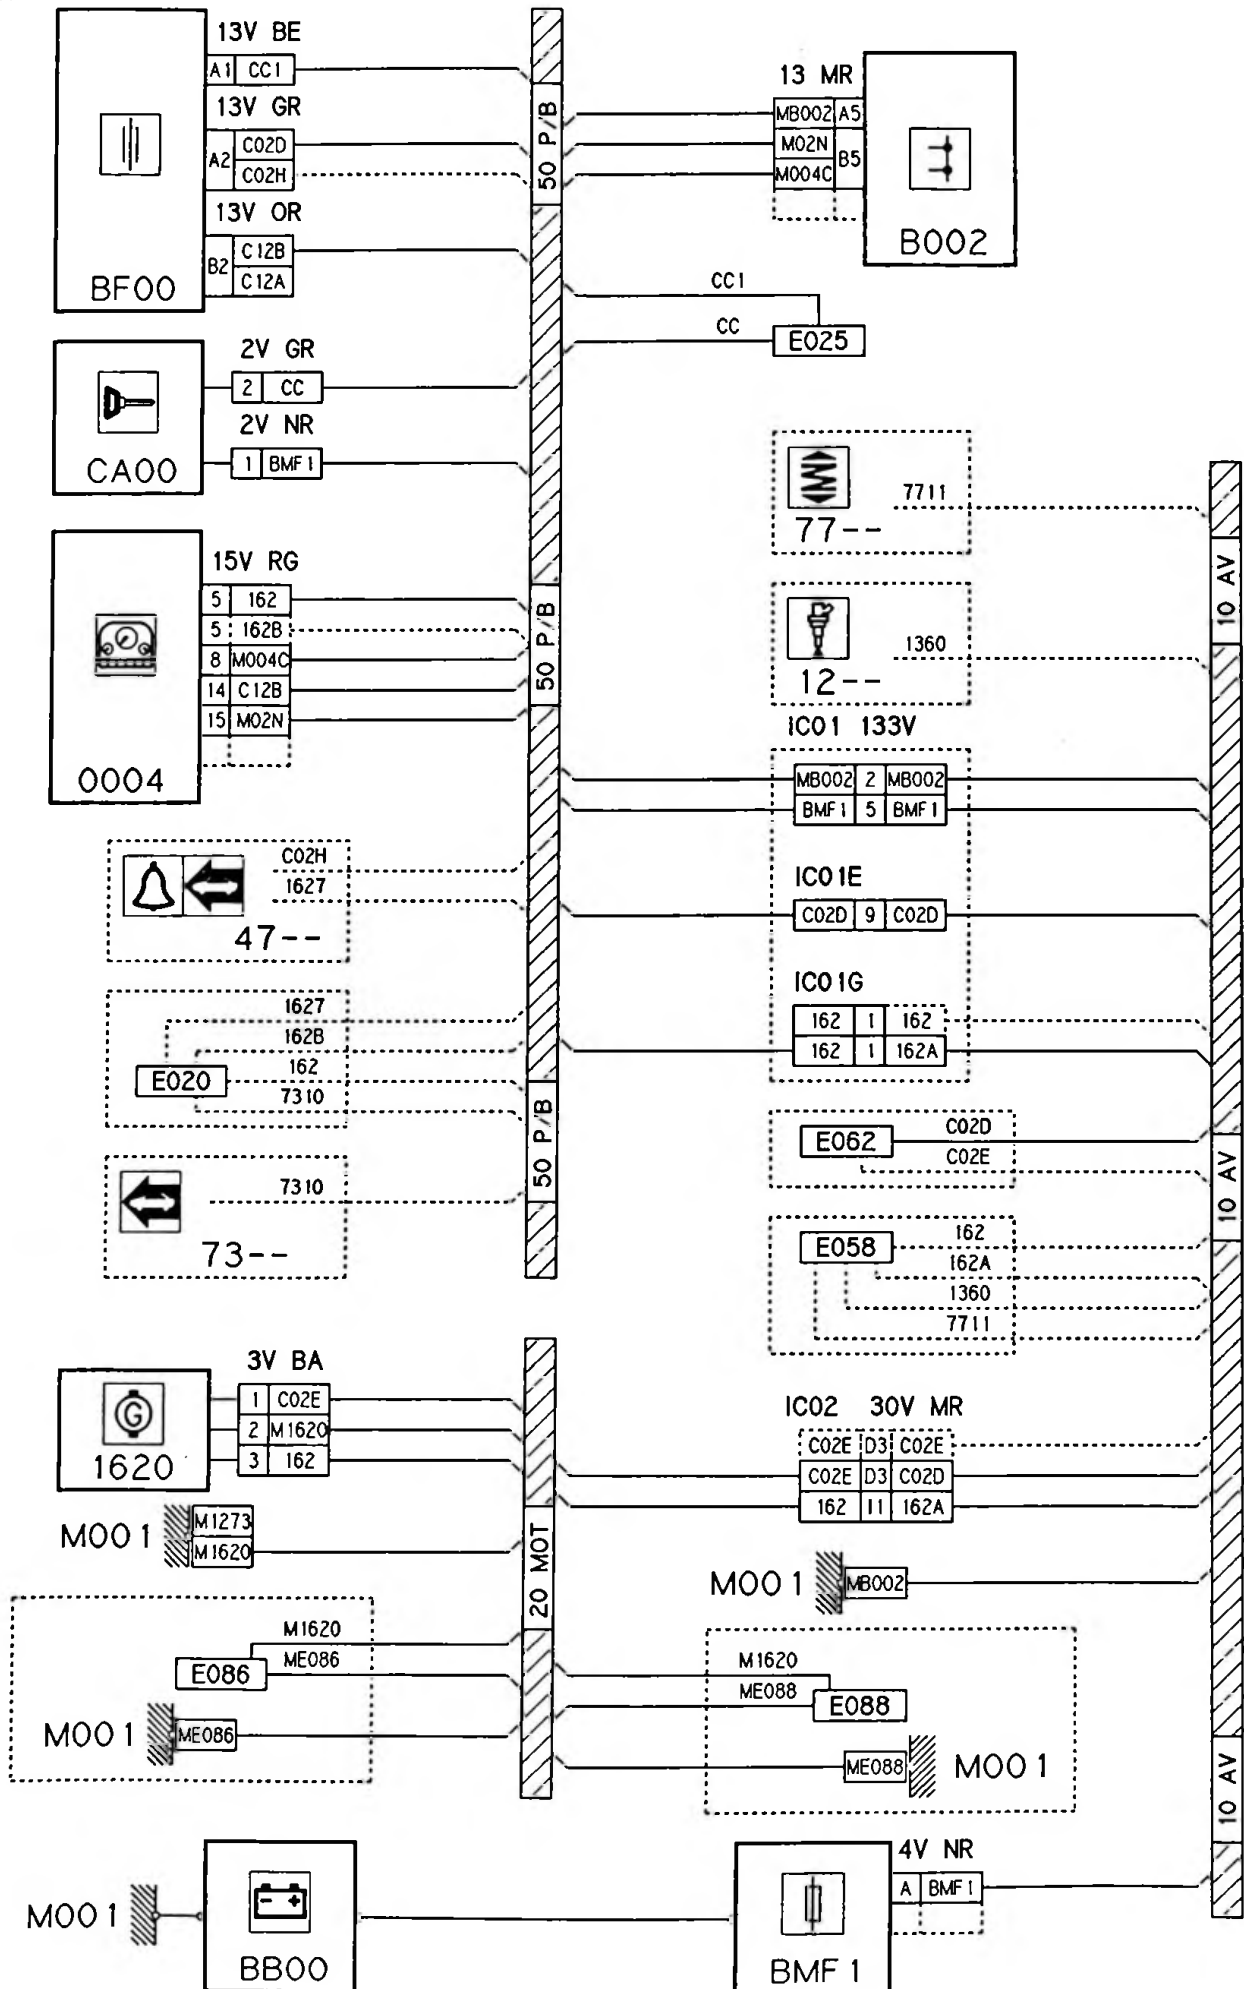 13V BE
A1 CC1
13V GR
A2 C02D
C02H
13V OR
B2 C12B
C12A
BF00
50 P/B
13 MR
MB002 A5
M02N B5
M004C
B002
CC1
CC
E025
2V GR
2 CC
2V NR
1 BMF1
CA00
77--
7711
10 AV
15V RG
5 162
5 162B
8 M004C
14 C12B
15 M02N
0004
50 P/B
12--
1360
IC01 133V
MB002 2 MB002
BMF1 5 BMF1
C02H
1627
47--
IC01E
C02D 9 C02D
IC01G
162 1 162
162 1 162A
1627
162B
E020
162
7310
50 P/B
E062
C02D
C02E
10 AV
7310
73--
E058
162
162A
1360
7711
3V BA
1 C02E
2 M1620
3 162
1620
IC02 30V MR
C02E D3 C02E
C02E D3 C02D
162 I1 162A
M001
M1273
M1620
20 MOT
M001
MB002
M1620
E086
ME086
M001
ME086
M1620
ME088
E088
ME088
M001
10 AV
M001
BB00
4V NR
A BMF1
BMF1